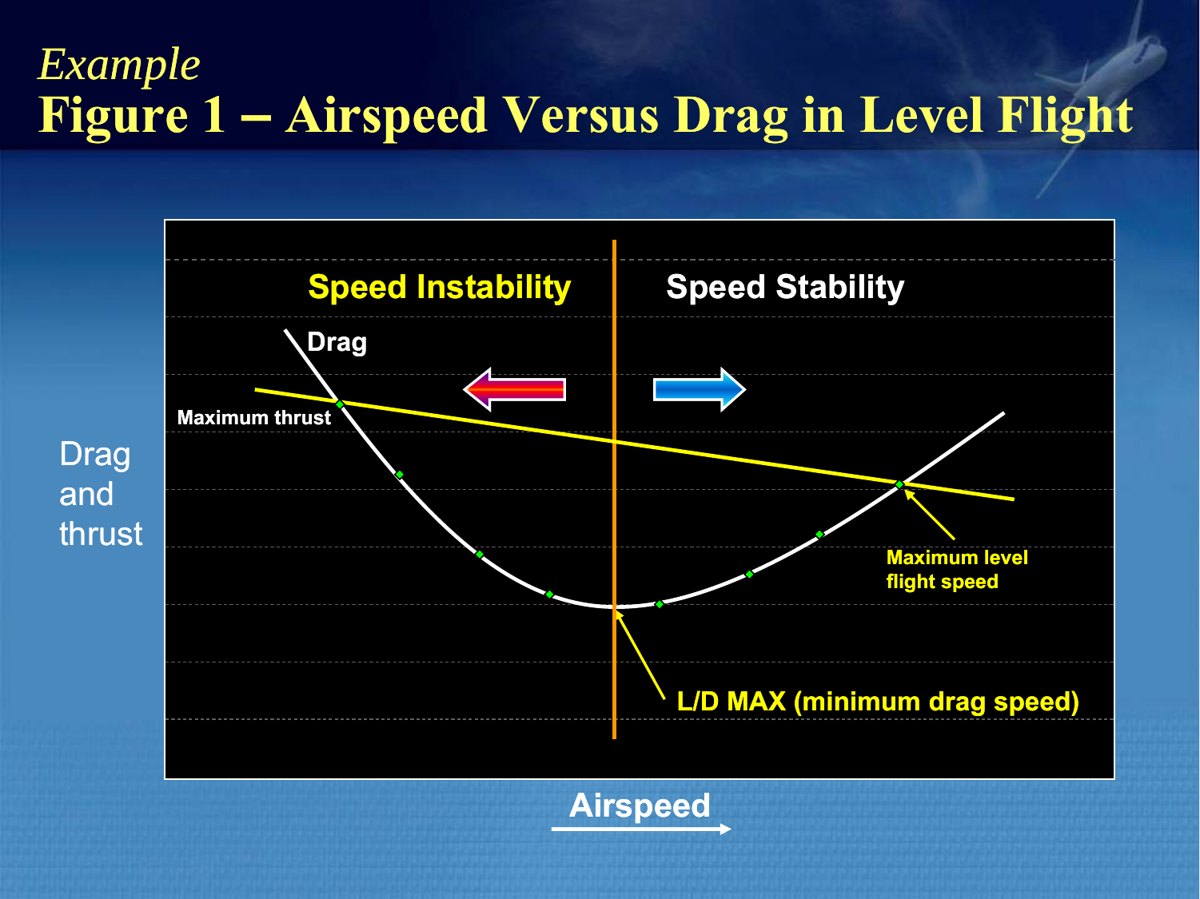 Example
Figure 1 – Airspeed Versus Drag in Level Flight
Speed Instability
Speed Stability
Drag
Maximum thrust
Drag
and
thrust
Maximum level
flight speed
L/D MAX (minimum drag speed)
Airspeed